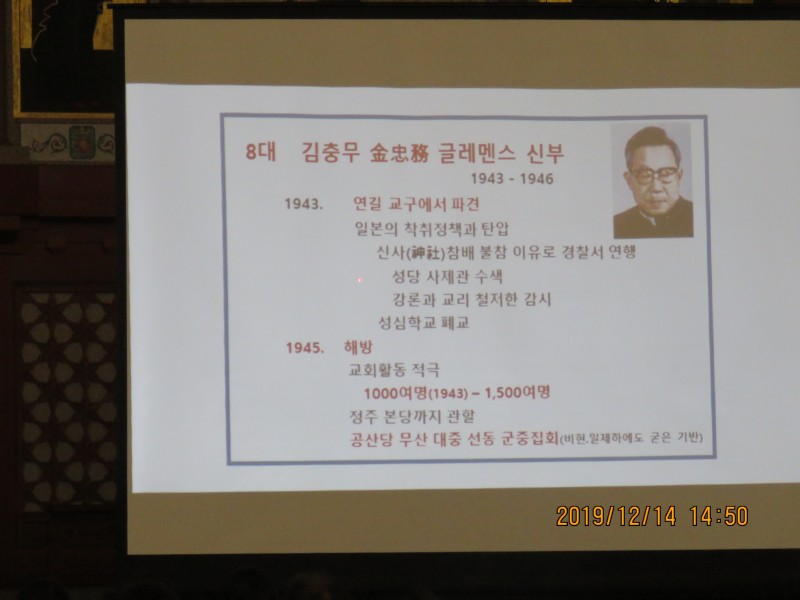 8대 김충무 金忠務 글레멘스 신부
1943 - 1946
1943. 연길 교구에서 파견
일본의 착취정책과 탄압
신사(神社)참배 불참 이유로 경찰서 연행
성당 사제관 수색
강론과 교리 철저한 감시
성심학교 폐교
1945. 해방
교회활동 적극
1000여명(1943) – 1,500여명
정주 본당까지 관할
공산당 무산 대중 선동 군중집회(비현.일제하에도 굳은 기반)
2019/12/14 14:50